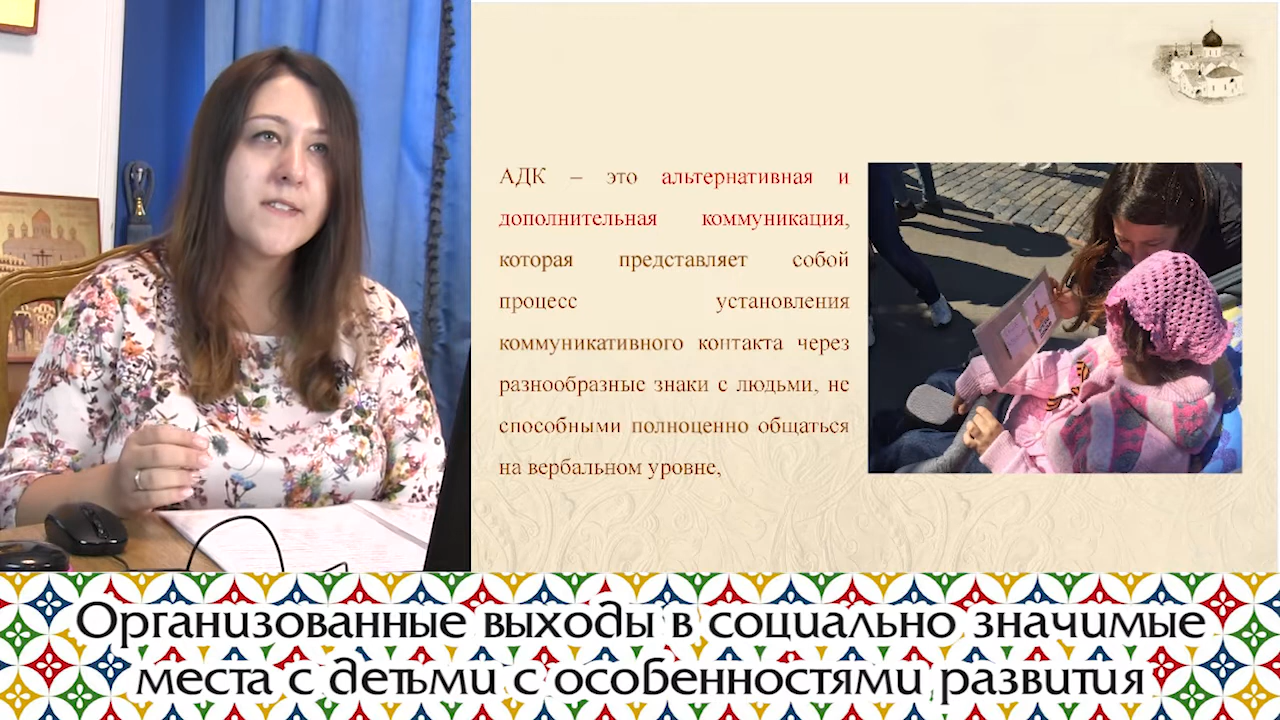 АДК – это альтернативная и
дополнительная коммуникация,
которая представляет собой
процесс установления
коммуникативного контакта через
разнообразные знаки с людьми, не
способными полноценно общаться
на вербальном уровне,
Организованные выходы в социально значимые
места с детьми с особенностями развития